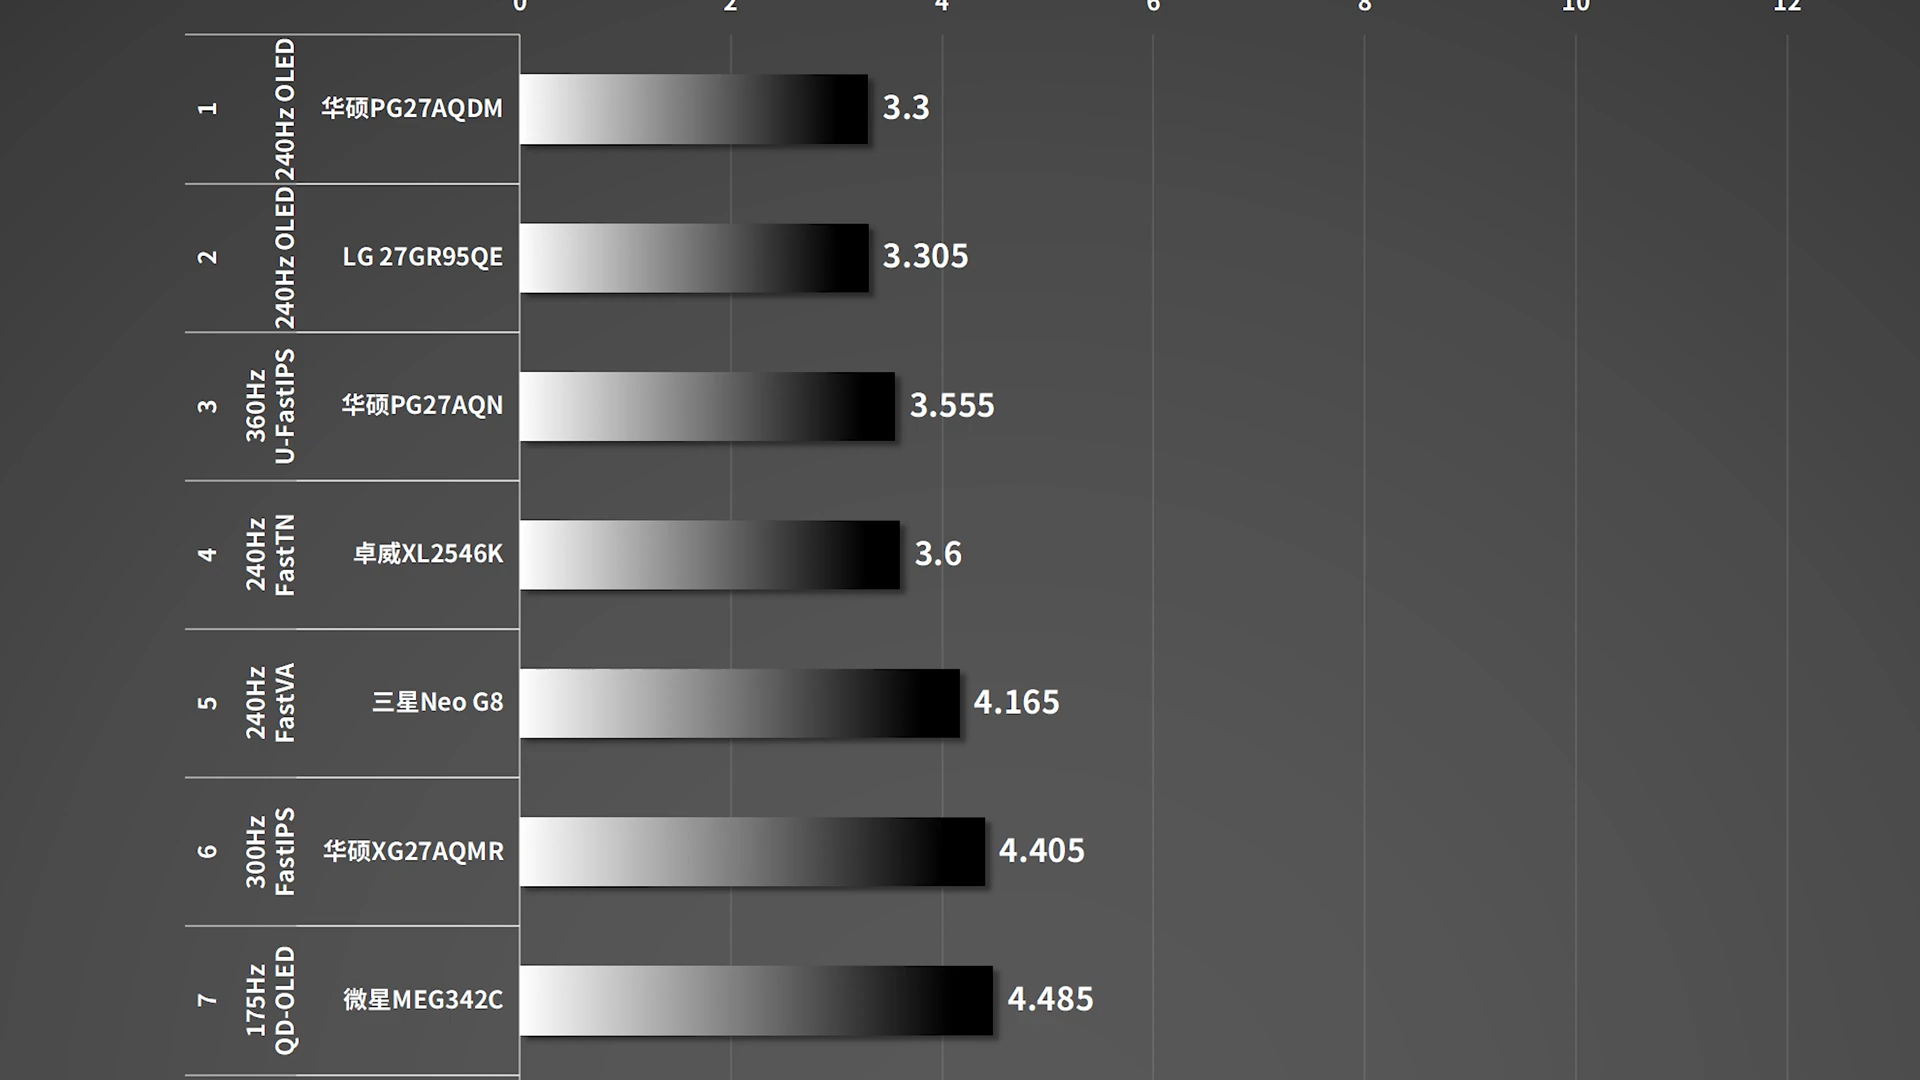 0 2 4 6 8 10 12
1
240Hz OLED
华硕PG27AQDM
3.3
2
240Hz OLED
LG 27GR95QE
3.305
3
360Hz
U-FastIPS
华硕PG27AQN
3.555
4
240Hz
FastTN
卓威XL2546K
3.6
5
240Hz
FastVA
三星Neo G8
4.165
6
300Hz
FastIPS
华硕XG27AQMR
4.405
7
175Hz
QD-OLED
微星MEG342C
4.485